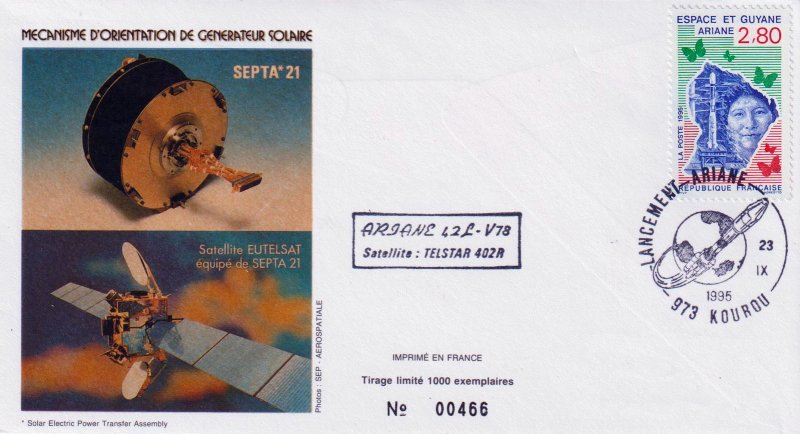 MECANISME D'ORIENTATION DE GENERATEUR SOLAIRE
SEPTA* 21
Satellite EUTELSAT
équipé de SEPTA 21
Photos : SEP - AEROSPATIALE
* Solar Electric Power Transfer Assembly
ARIANE 42L-V78
Satellite : TELSTAR 402R
IMPRIMÉ EN FRANCE
Tirage limité 1000 exemplaires
No 00466
ESPACE ET GUYANE
ARIANE 2,80
LA POSTE 1995
REPUBLIQUE FRANÇAISE
LANCEMENT-ARIANE
23
IX
1995
973 KOUROU